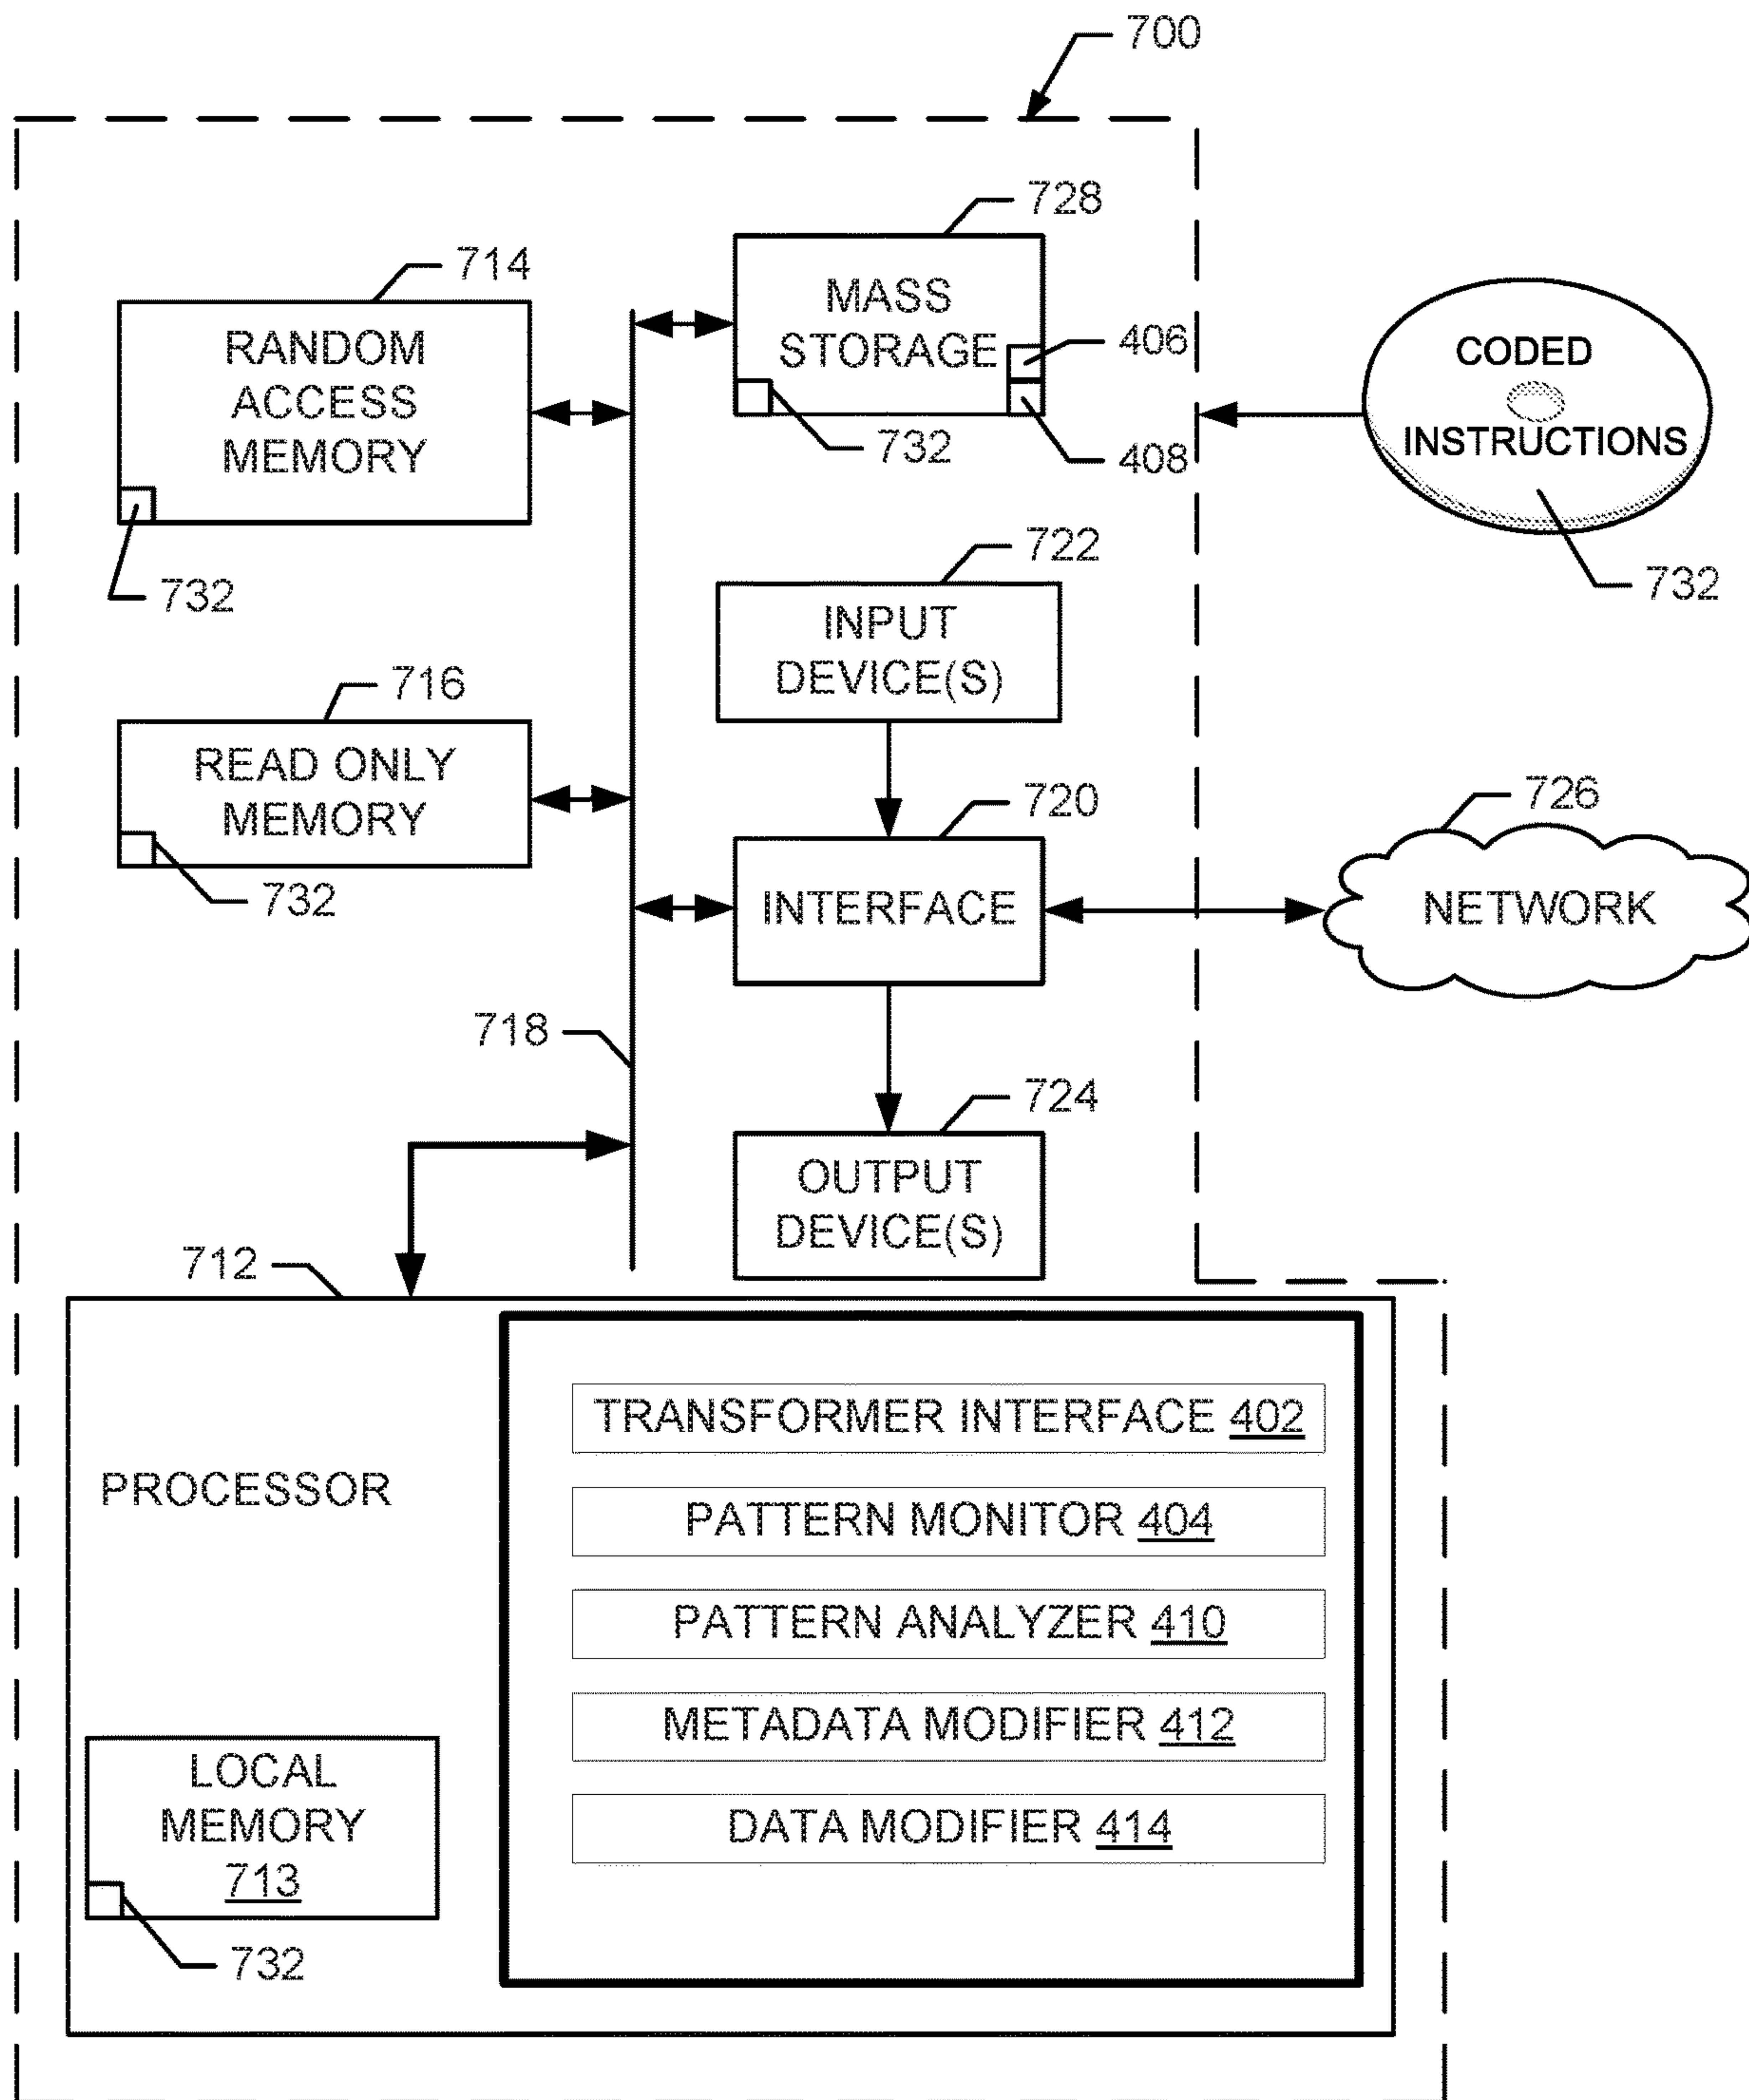 700
728
714
MASS
STORAGE
406
408
732
RANDOM
ACCESS
MEMORY
732
CODED
INSTRUCTIONS
732
722
INPUT
DEVICE(S)
716
READ ONLY
MEMORY
732
720
INTERFACE
726
NETWORK
718
724
OUTPUT
DEVICE(S)
712
PROCESSOR
TRANSFORMER INTERFACE 402
PATTERN MONITOR 404
PATTERN ANALYZER 410
METADATA MODIFIER 412
DATA MODIFIER 414
LOCAL
MEMORY
713
732